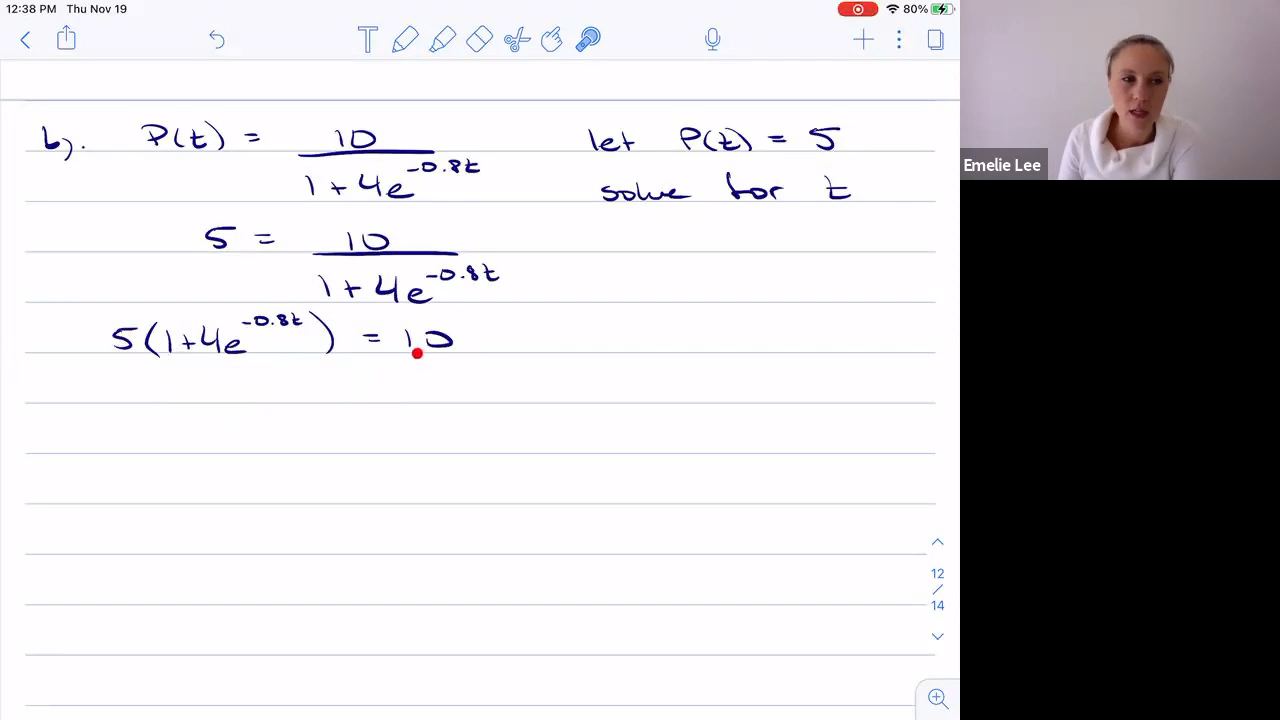 12:38 PM Thu Nov 19
80%
T
b). P(t) = 10 / 1 + 4e^-0.8t let P(t) = 5
solve for t
5 = 10 / 1 + 4e^-0.8t
5(1+4e^-0.8t) = 10
12
/
14
Emelie Lee